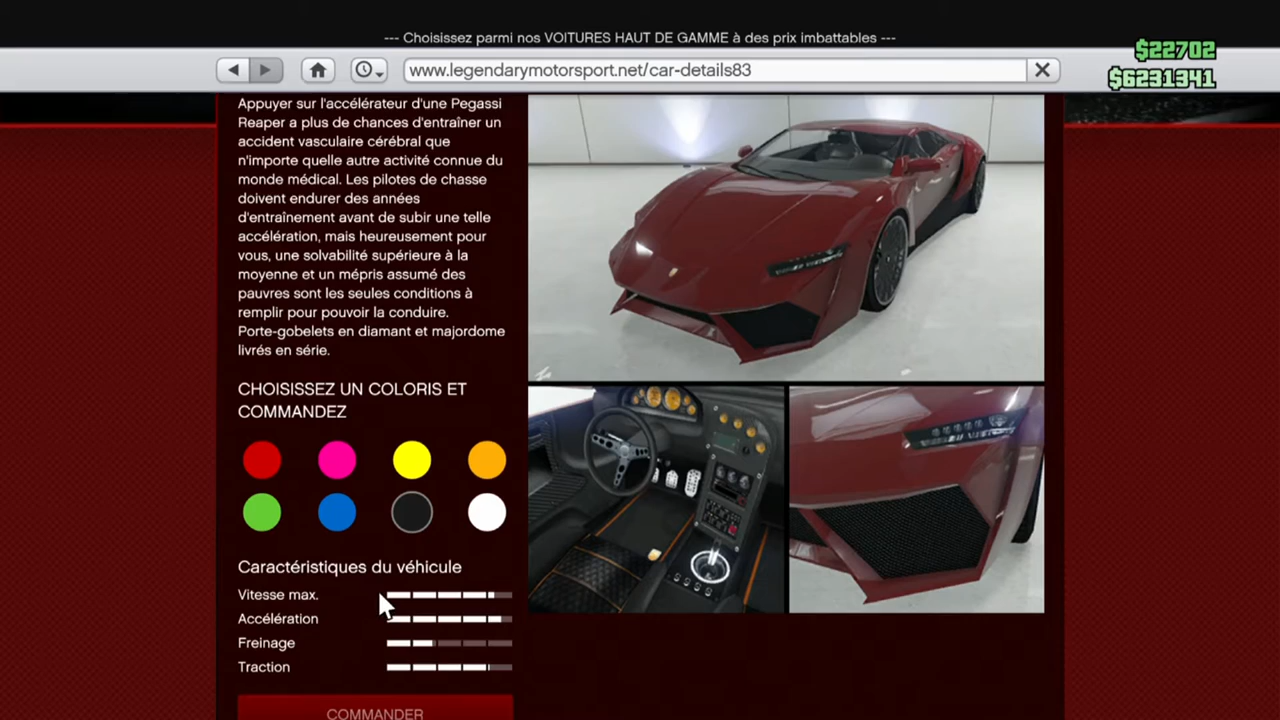 --- Choisissez parmi nos VOITURES HAUT DE GAMME à des prix imbattables ---
$22702
www.legendarymotorsport.net/car-details83
$6231341
Appuyer sur l'accélérateur d'une Pegassi
Reaper a plus de chances d'entraîner un
accident vasculaire cérébral que
n'importe quelle autre activité connue du
monde médical. Les pilotes de chasse
doivent endurer des années
d'entraînement avant de subir une telle
accélération, mais heureusement pour
vous, une solvabilité supérieure à la
moyenne et un mépris assumé des
pauvres sont les seules conditions à
remplir pour pouvoir la conduire.
Porte-gobelets en diamant et majordome
livrés en série.
CHOISISSEZ UN COLORIS ET
COMMANDEZ
Caractéristiques du véhicule
Vitesse max.
Accélération
Freinage
Traction
COMMANDER